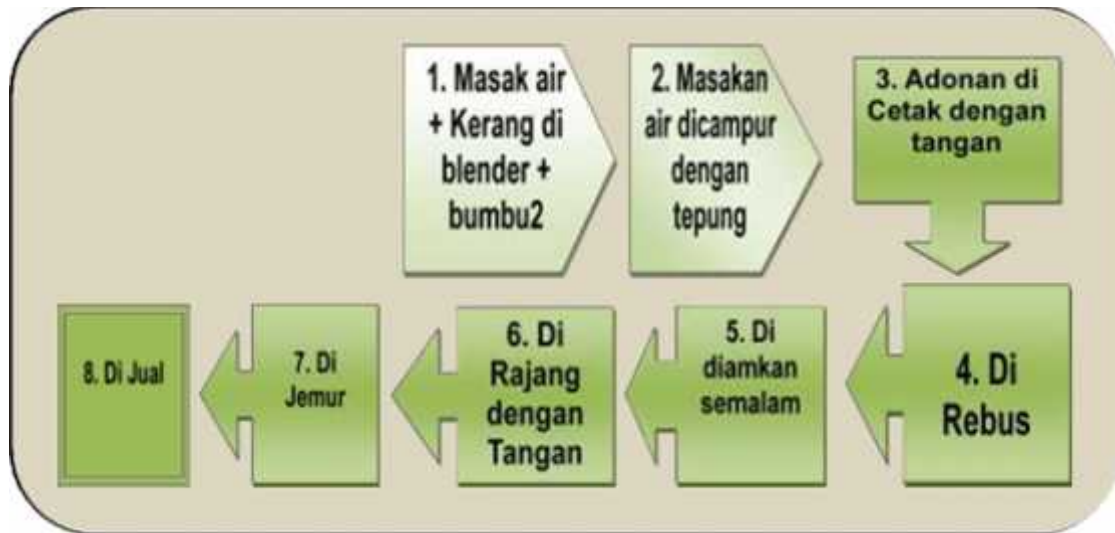 1. Masak air
+ Kerang di
blender +
bumbu2
2. Masakan
air dicampur
dengan
tepung
3. Adonan di
Cetak dengan
tangan
4. Di
Rebus
5. Di
diamkan
semalam
6. Di
Rajang
dengan
Tangan
7. Di
Jemur
8. Di Jual